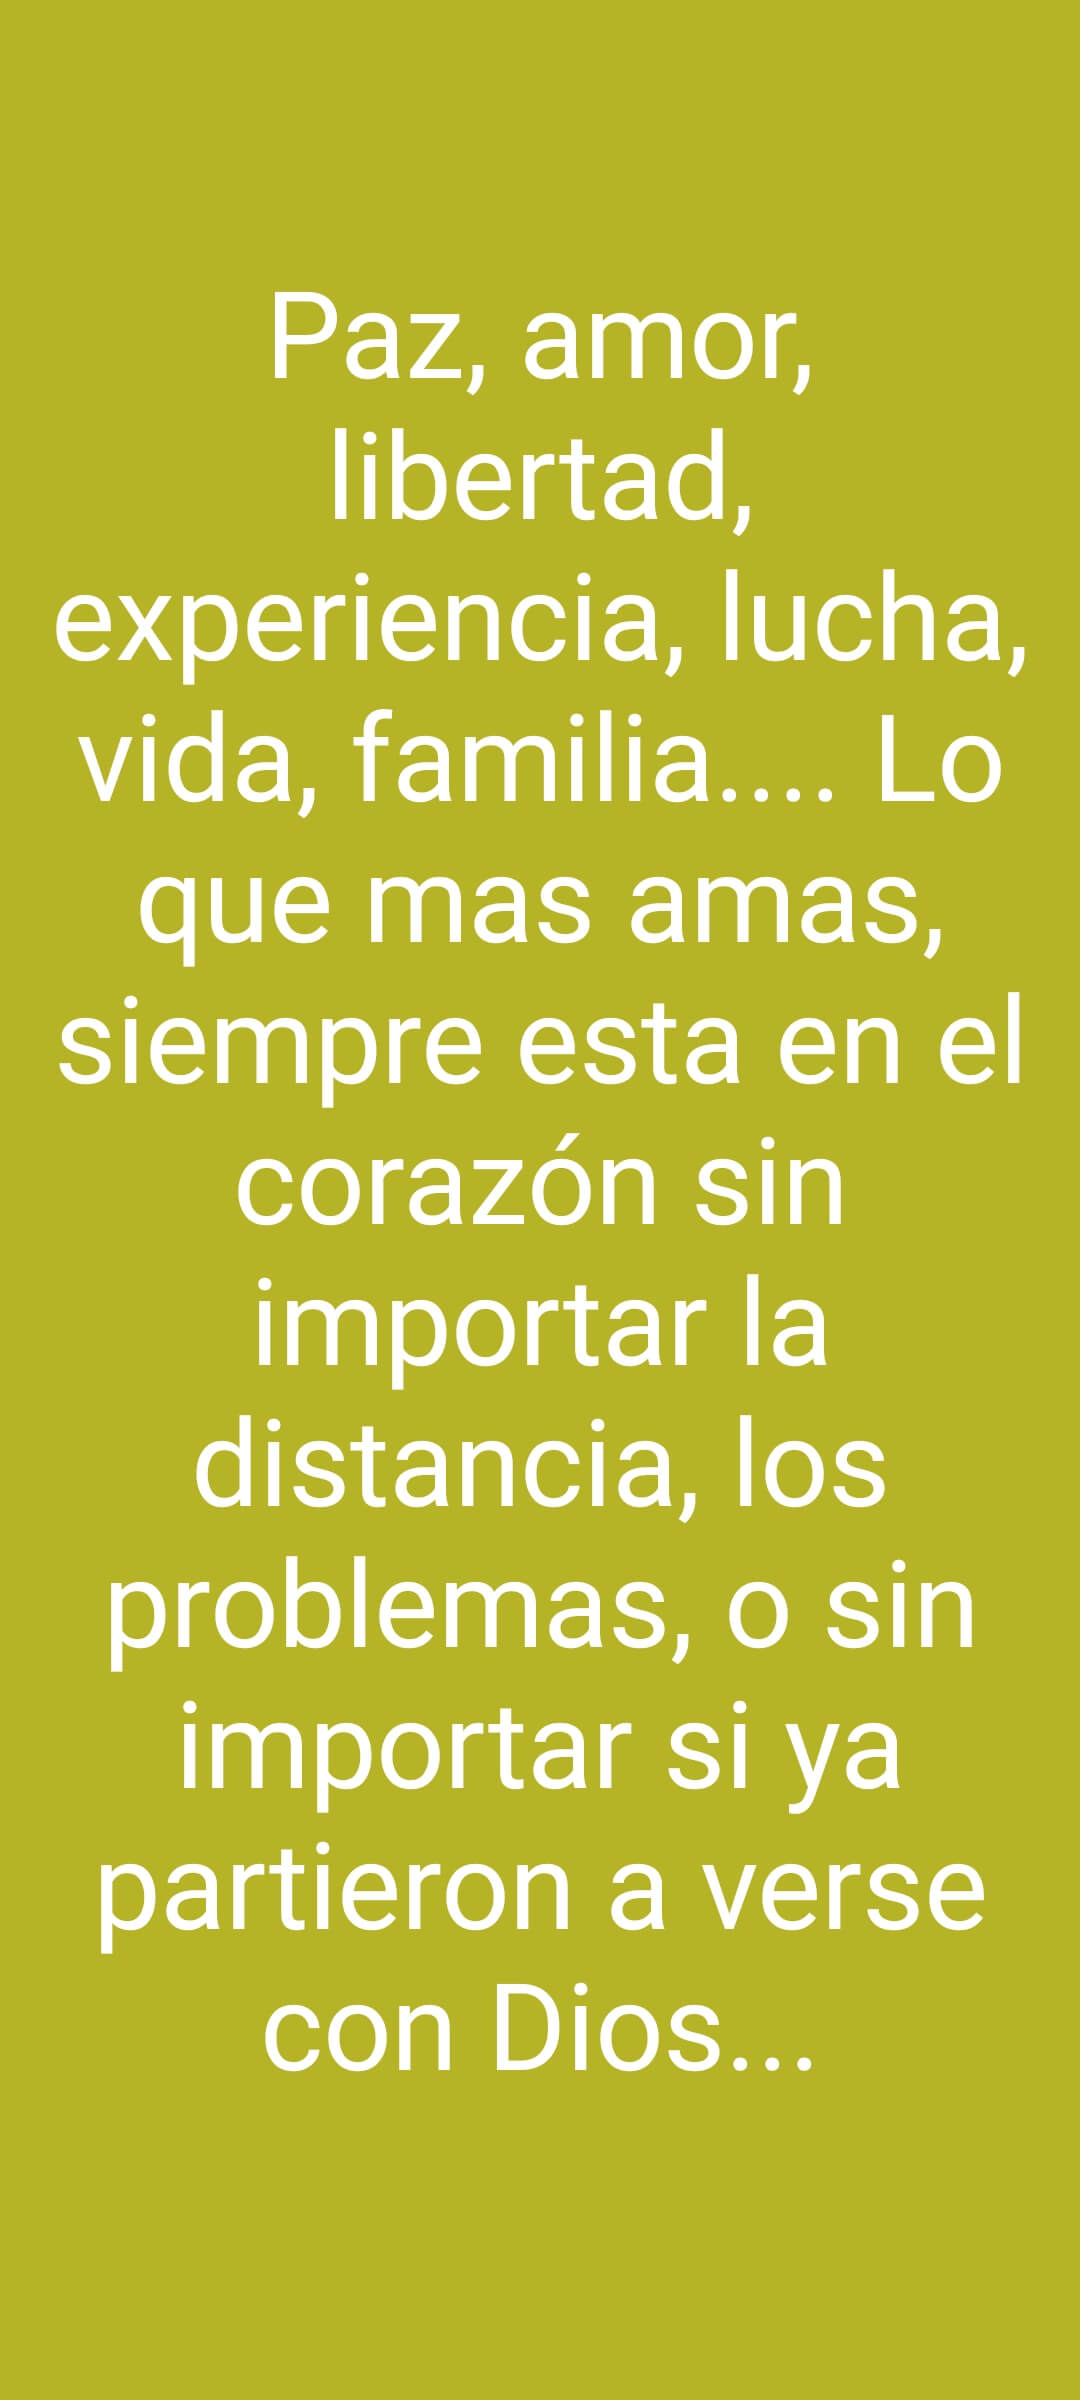 Paz, amor,
libertad,
experiencia, lucha,
vida, familia.... Lo
que mas amas,
siempre esta en el
corazón sin
importar la
distancia, los
problemas, o sin
importar si ya
partieron a verse
con Dios...